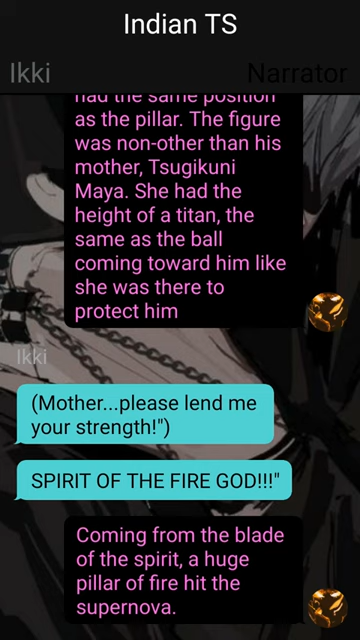 Indian TS
Ikki
Narrator
had the same position
as the pillar. The figure
was non-other than his
mother, Tsugikuni
Maya. She had the
height of a titan, the
same as the ball
coming toward him like
she was there to
protect him
Ikki
(Mother...please lend me
your strength!")
SPIRIT OF THE FIRE GOD!!!"
Coming from the blade
of the spirit, a huge
pillar of fire hit the
supernova.